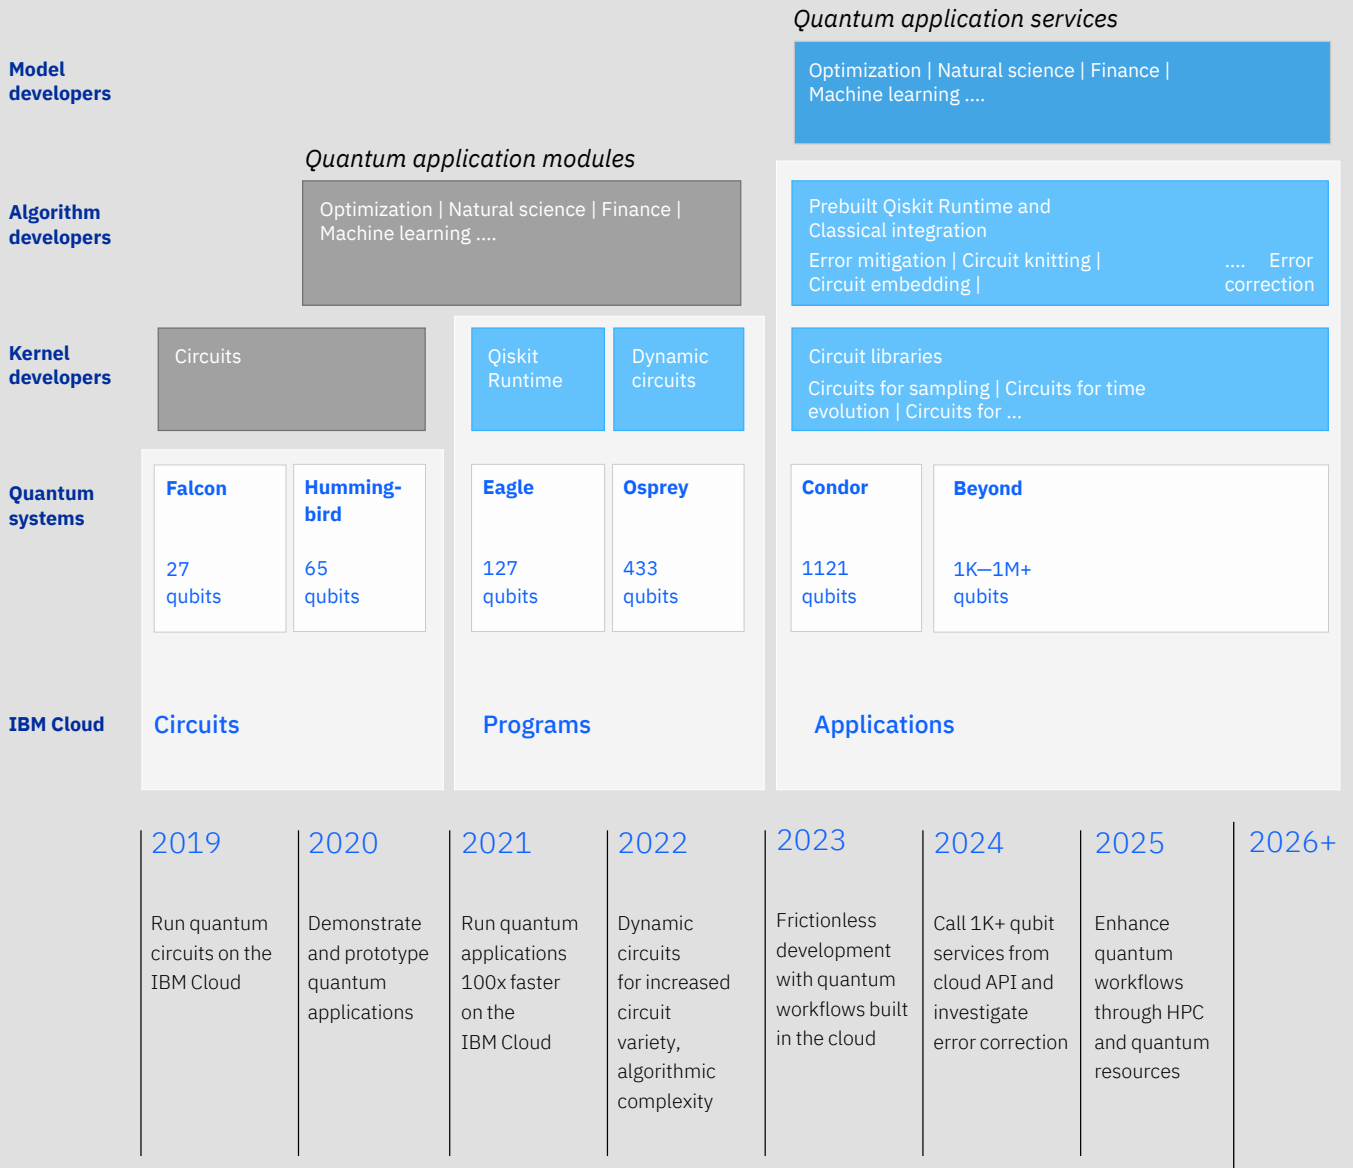 Quantum application services
Model
developers
Optimization | Natural science | Finance |
Machine learning ....
Quantum application modules
Algorithm
developers
Optimization | Natural science | Finance |
Machine learning ....
Prebuilt Qiskit Runtime and
Classical integration
Error mitigation | Circuit knitting |
Circuit embedding |
.... Error
correction
Kernel
developers
Circuits
Qiskit
Runtime
Dynamic
circuits
Circuit libraries
Circuits for sampling | Circuits for time
evolution | Circuits for ...
Quantum
systems
Falcon
27
qubits
Humming-
bird
65
qubits
Eagle
127
qubits
Osprey
433
qubits
Condor
1121
qubits
Beyond
1K—1M+
qubits
IBM Cloud
Circuits
Programs
Applications
2019
Run quantum
circuits on the
IBM Cloud
2020
Demonstrate
and prototype
quantum
applications
2021
Run quantum
applications
100x faster
on the
IBM Cloud
2022
Dynamic
circuits
for increased
circuit
variety,
algorithmic
complexity
2023
Frictionless
development
with quantum
workflows built
in the cloud
2024
Call 1K+ qubit
services from
cloud API and
investigate
error correction
2025
Enhance
quantum
workflows
through HPC
and quantum
resources
2026+